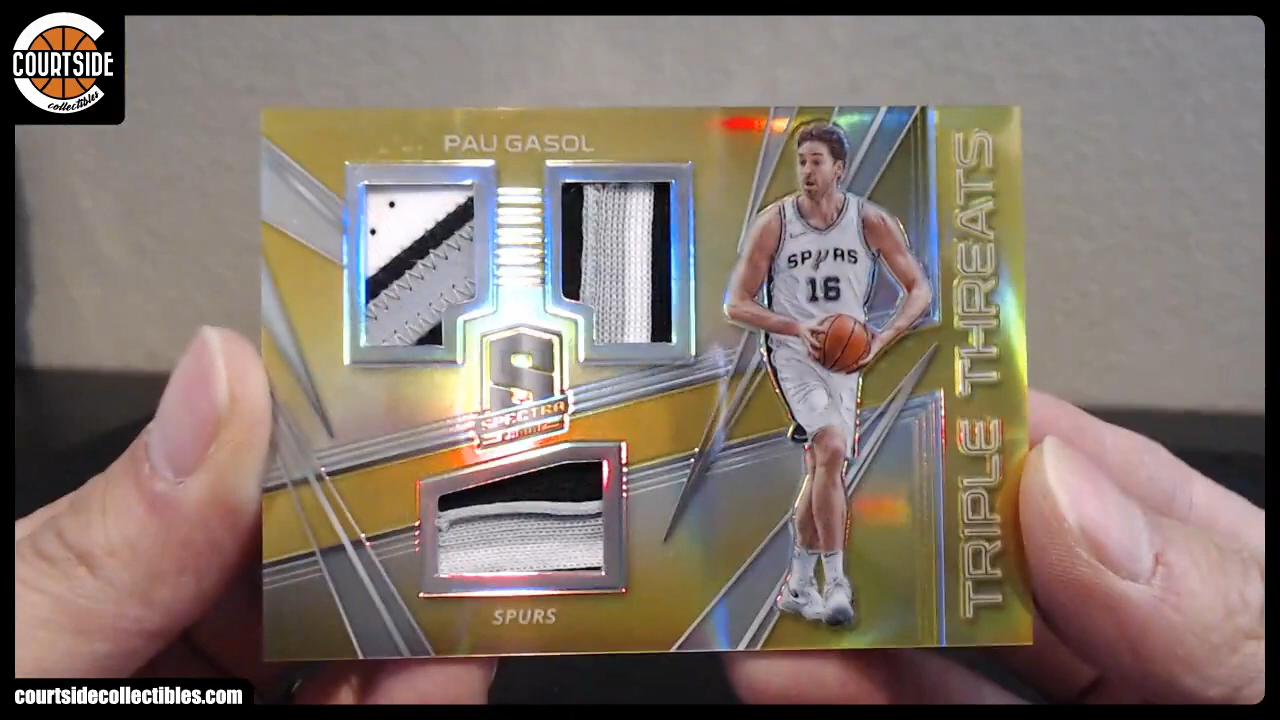 COURTSIDE
collectibles
PAU GASOL
SPURS
16
S
SPECTRA
SPURS
TRIPLE THREATS
courtsidecollectibles.com